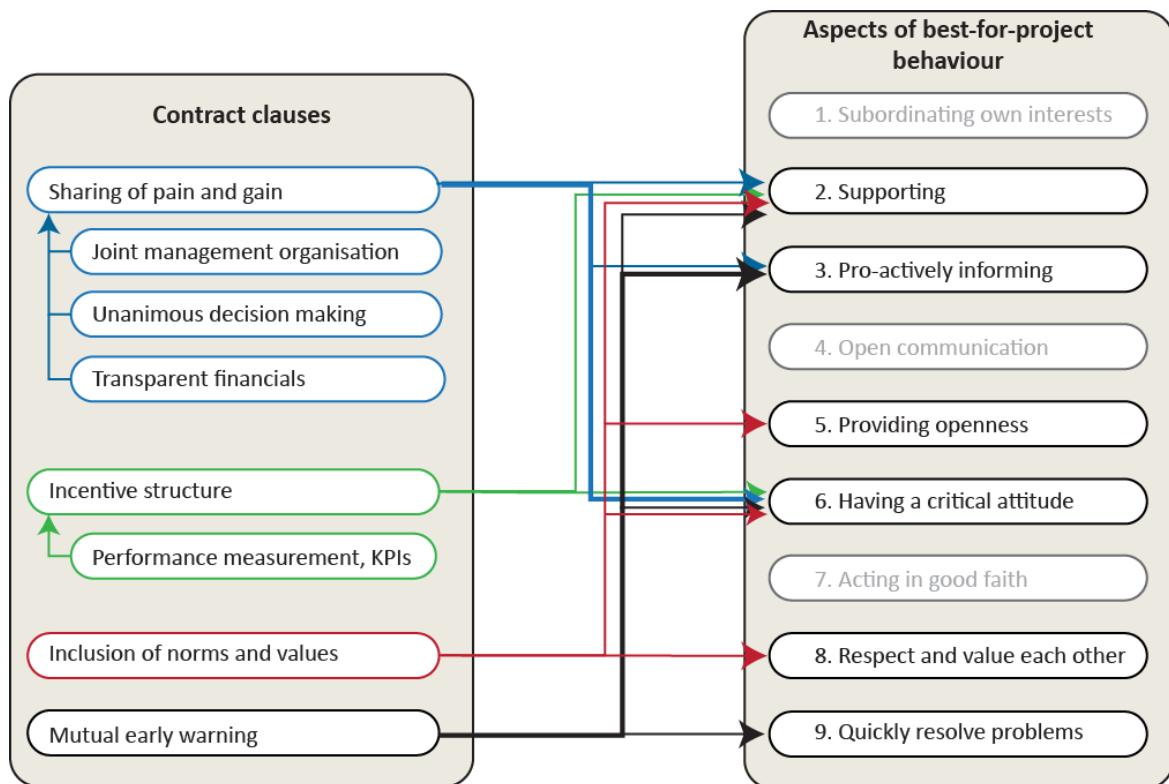 Contract clauses
Sharing of pain and gain
Joint management organisation
Unanimous decision making
Transparent financials
Incentive structure
Performance measurement, KPIs
Inclusion of norms and values
Mutual early warning
Aspects of best-for-project
behaviour
1. Subordinating own interests
2. Supporting
3. Pro-actively informing
4. Open communication
5. Providing openness
6. Having a critical attitude
7. Acting in good faith
8. Respect and value each other
9. Quickly resolve problems